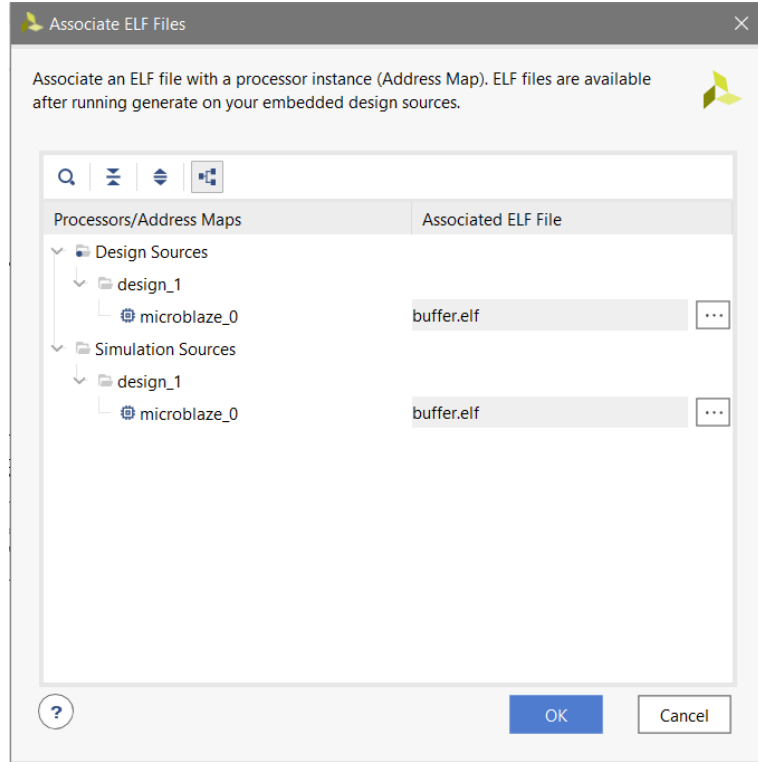 Associate ELF Files
Associate an ELF file with a processor instance (Address Map). ELF files are available
after running generate on your embedded design sources.
Processors/Address Maps Associated ELF File
Design Sources
design_1
microblaze_0 buffer.elf ...
Simulation Sources
design_1
microblaze_0 buffer.elf ...
? OK Cancel